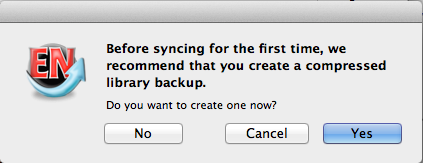 EN
Before syncing for the first time, we
recommend that you create a compressed
library backup.
Do you want to create one now?
No
Cancel
Yes